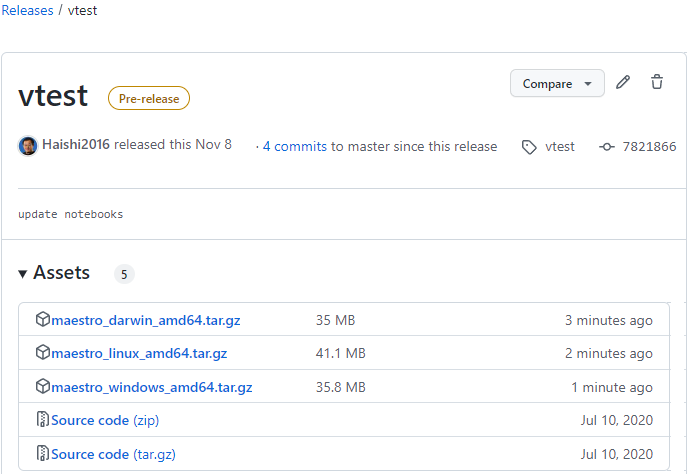 Releases / vtest
vtest Pre-release Compare
Haishi2016 released this Nov 8 · 4 commits to master since this release vtest 7821866
update notebooks
Assets 5
maestro_darwin_amd64.tar.gz 35 MB 3 minutes ago
maestro_linux_amd64.tar.gz 41.1 MB 2 minutes ago
maestro_windows_amd64.tar.gz 35.8 MB 1 minute ago
Source code (zip) Jul 10, 2020
Source code (tar.gz) Jul 10, 2020